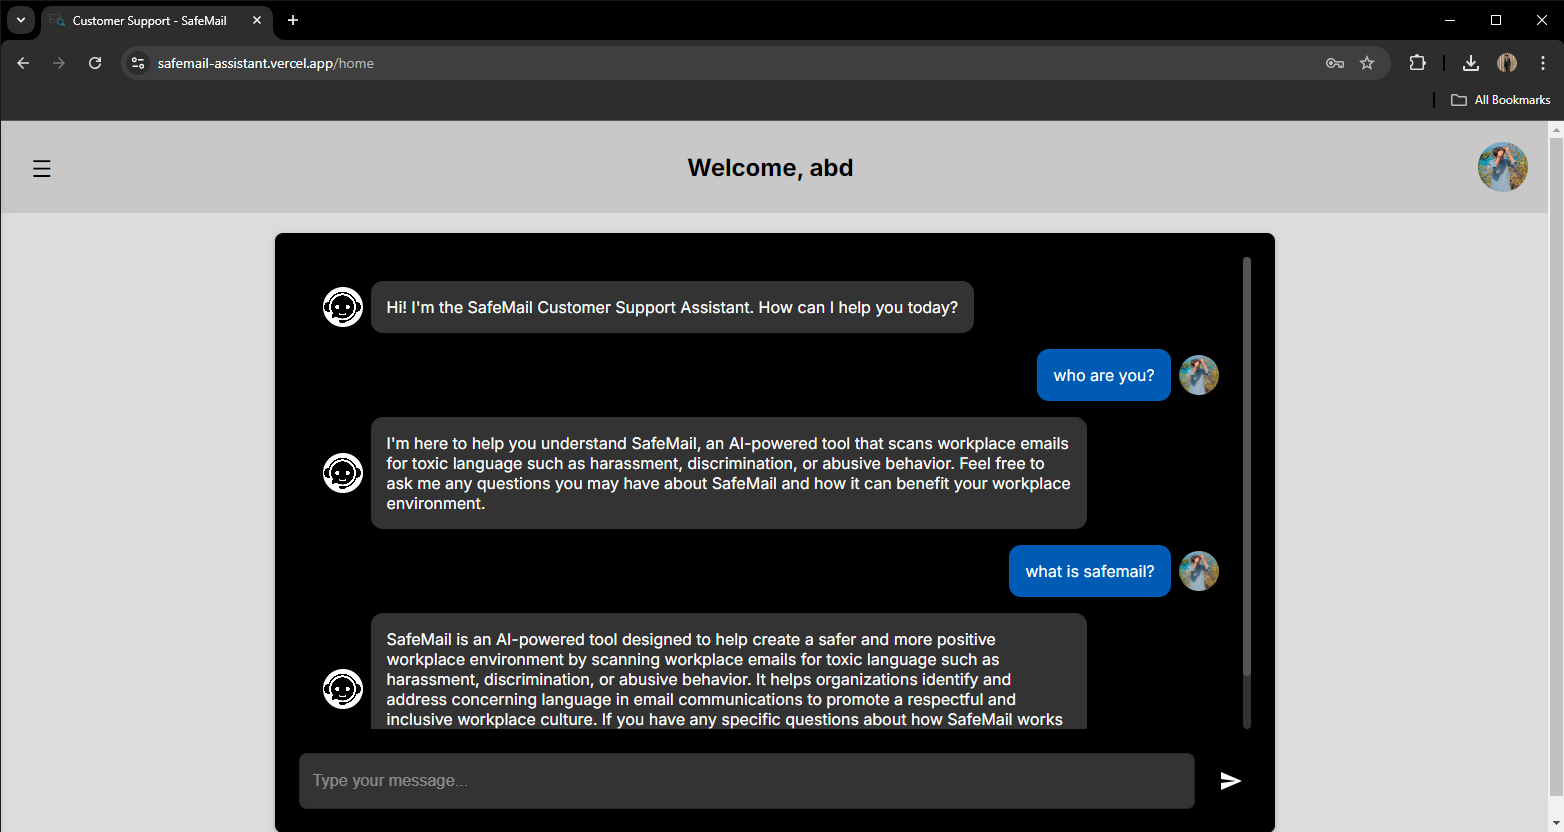 Customer Support - SafeMail
safemail-assistant.vercel.app/home
All Bookmarks
Welcome, abd
Hi! I'm the SafeMail Customer Support Assistant. How can I help you today?
who are you?
I'm here to help you understand SafeMail, an AI-powered tool that scans workplace emails
for toxic language such as harassment, discrimination, or abusive behavior. Feel free to
ask me any questions you may have about SafeMail and how it can benefit your workplace
environment.
what is safemail?
SafeMail is an AI-powered tool designed to help create a safer and more positive
workplace environment by scanning workplace emails for toxic language such as
harassment, discrimination, or abusive behavior. It helps organizations identify and
address concerning language in email communications to promote a respectful and
inclusive workplace culture. If you have any specific questions about how SafeMail works
Type your message...